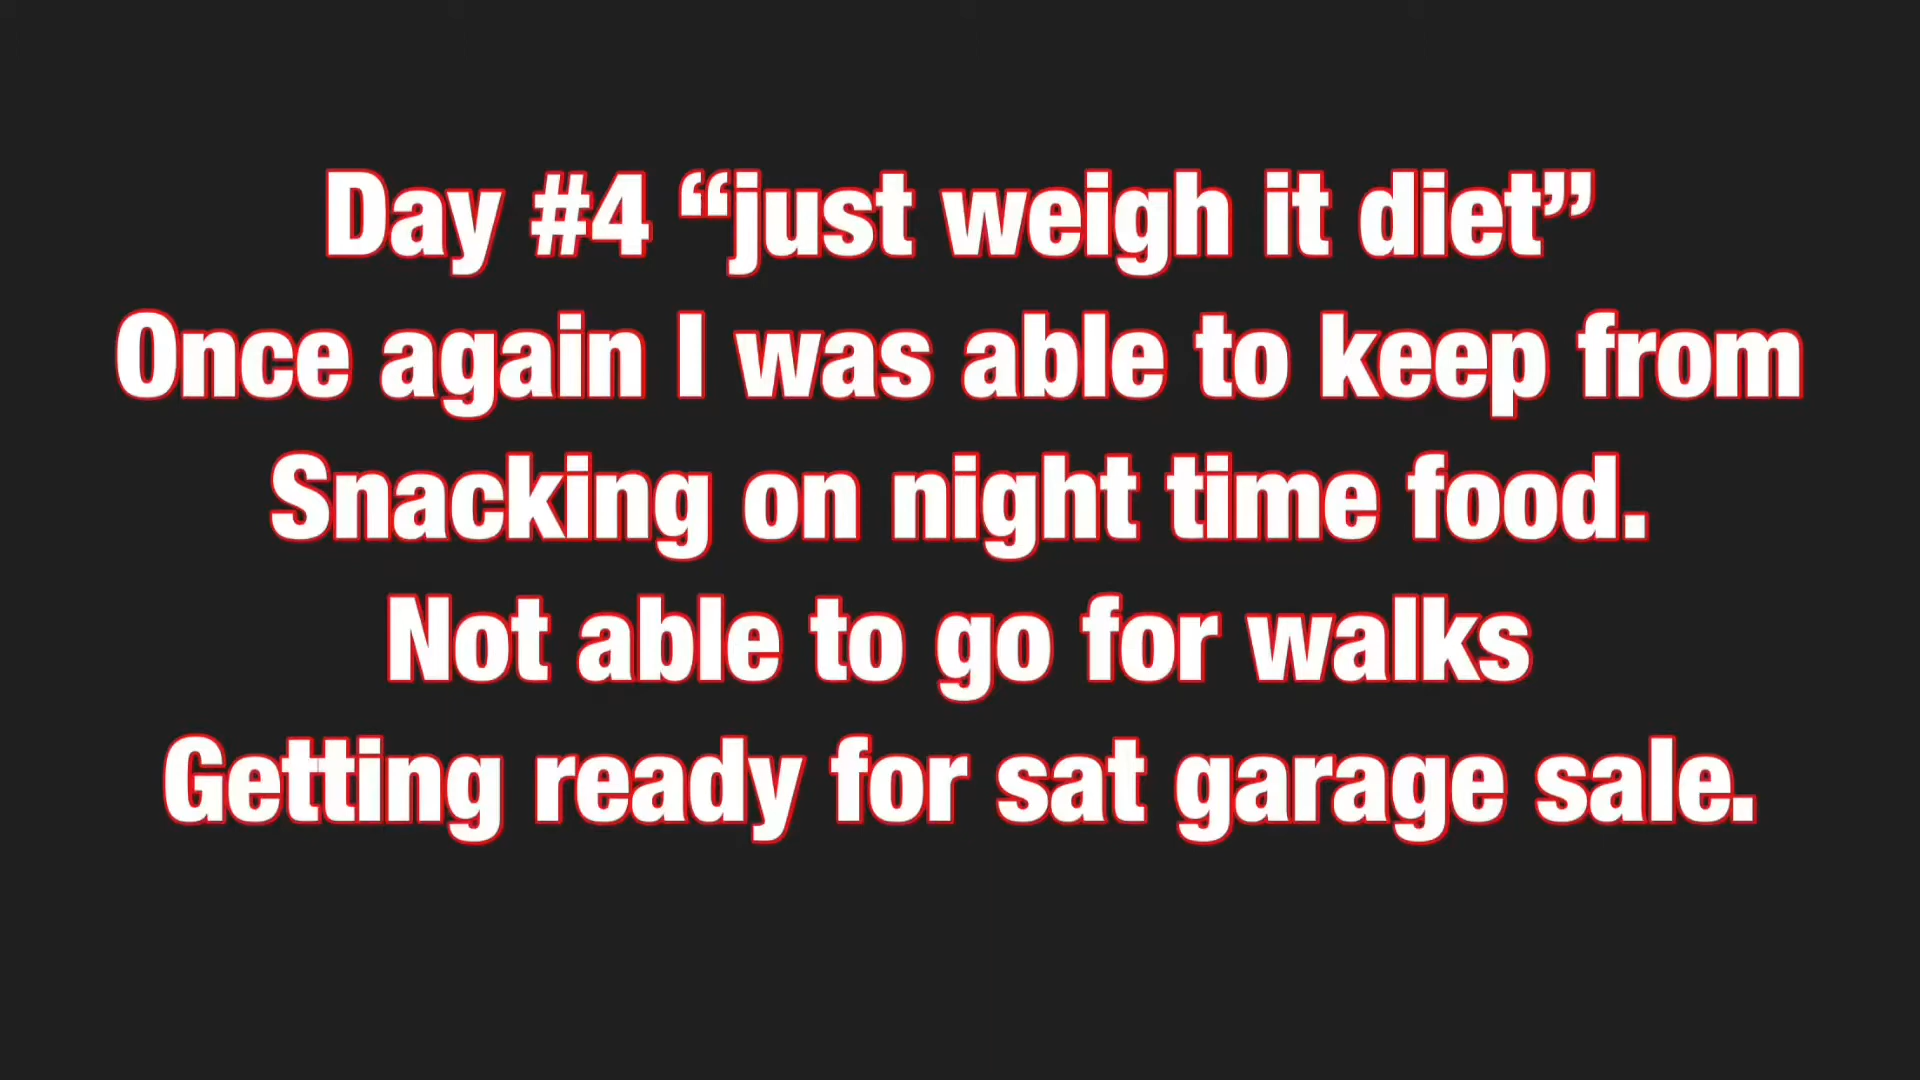 Day #4 “just weigh it diet”
Once again I was able to keep from
Snacking on night time food.
Not able to go for walks
Getting ready for sat garage sale.